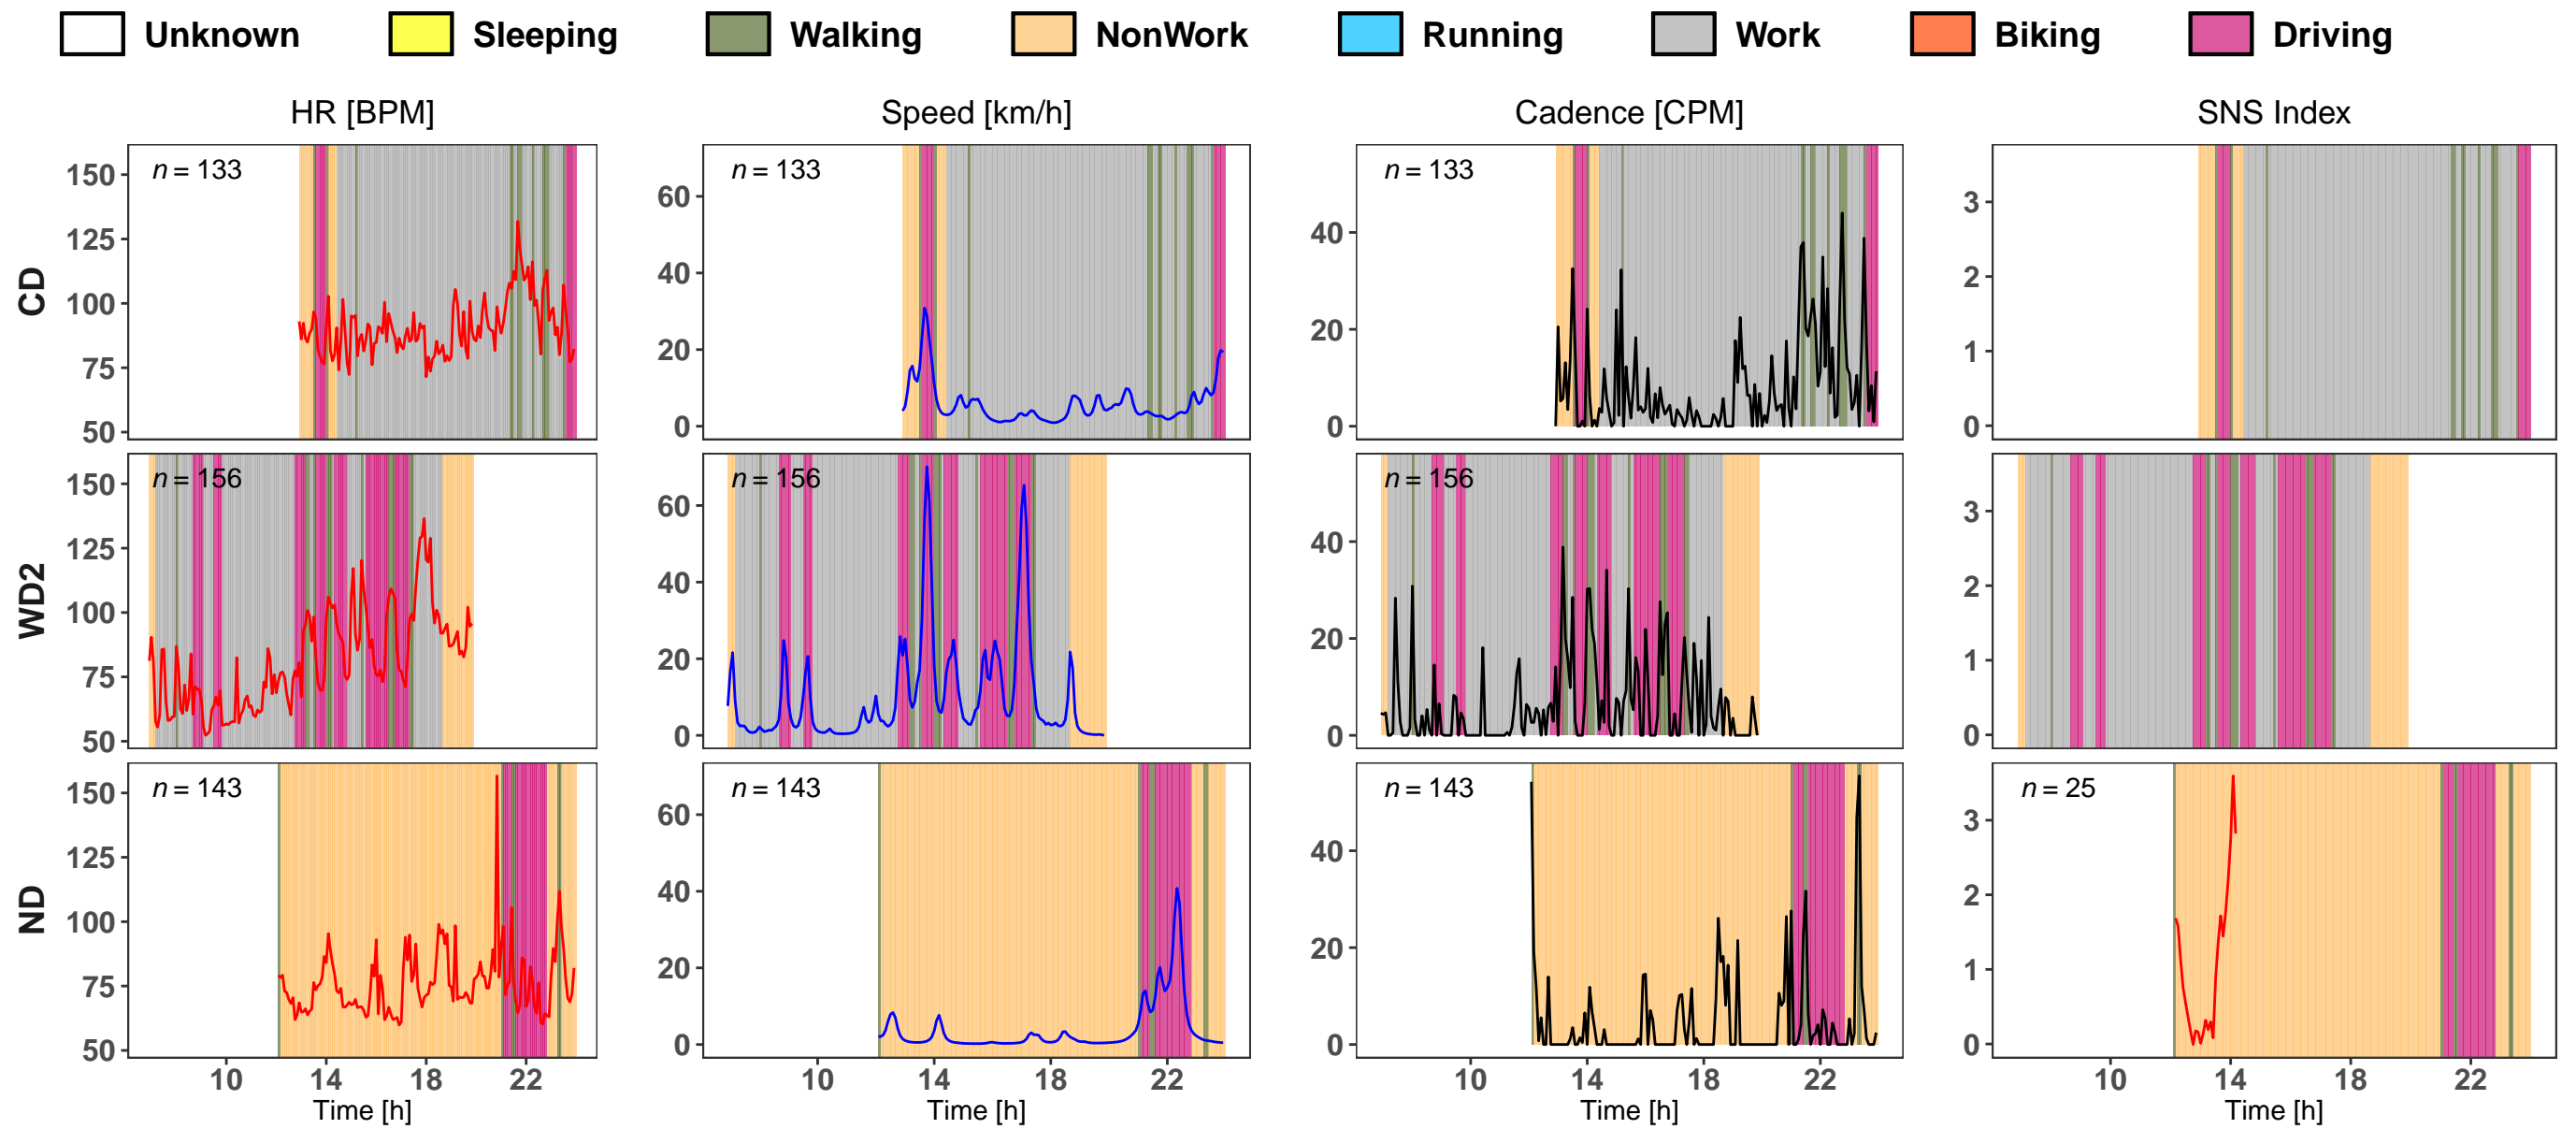 Unknown Sleeping Walking NonWork Running Work Biking Driving
HR [BPM] Speed [km/h] Cadence [CPM] SNS Index
CD
150
125
100
75
50
n = 133
60
40
20
0
n = 133
40
20
0
n = 133
3
2
1
0
WD2
150
125
100
75
50
n = 156
60
40
20
0
n = 156
40
20
0
n = 156
3
2
1
0
ND
150
125
100
75
50
n = 143
60
40
20
0
n = 143
40
20
0
n = 143
3
2
1
0
n = 25
10 14 18 22 10 14 18 22 10 14 18 22 10 14 18 22
Time [h] Time [h] Time [h] Time [h]